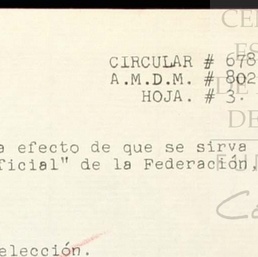 CIRCULAR # 678
A.M.D.M. # 802
HOJA. # 3.
a efecto de que se sirva
ficial" de la Federación,
elección.